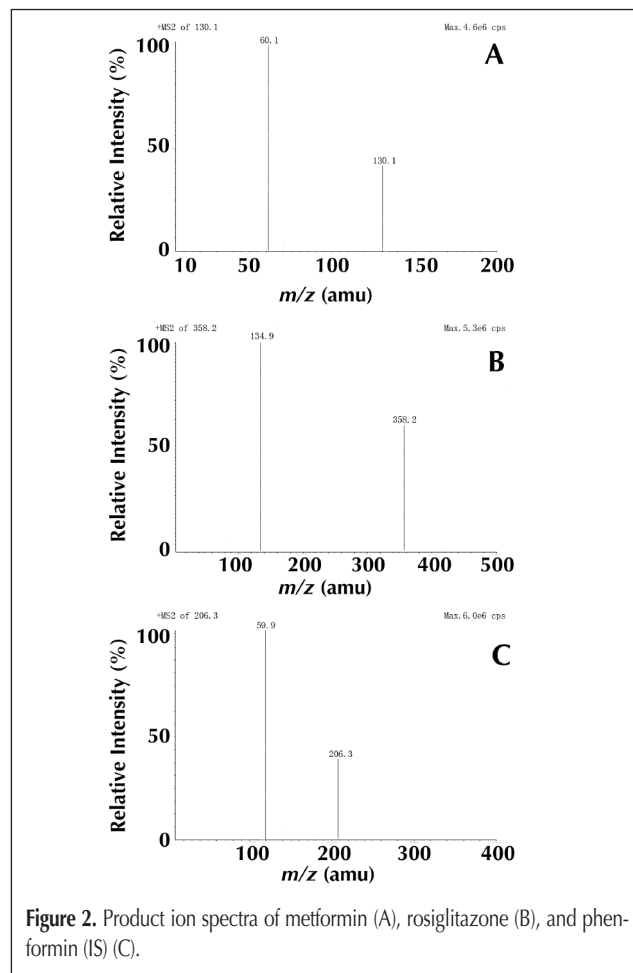 +MS2 of 130.1 Max.4.6e6 cps
100 60.1 A
Relative Intensity (%)
50
130.1
0
10 50 100 150 200
m/z (amu)
+MS2 of 358.2 Max.5.3e6 cps
100 134.9 B
Relative Intensity (%)
358.2
50
0
100 200 300 400 500
m/z (amu)
+MS2 of 206.3 Max.6.0e6 cps
100 59.9 C
Relative Intensity (%)
50
206.3
0
100 200 300 400
m/z (amu)
Figure 2. Product ion spectra of metformin (A), rosiglitazone (B), and phen-
formin (IS) (C).